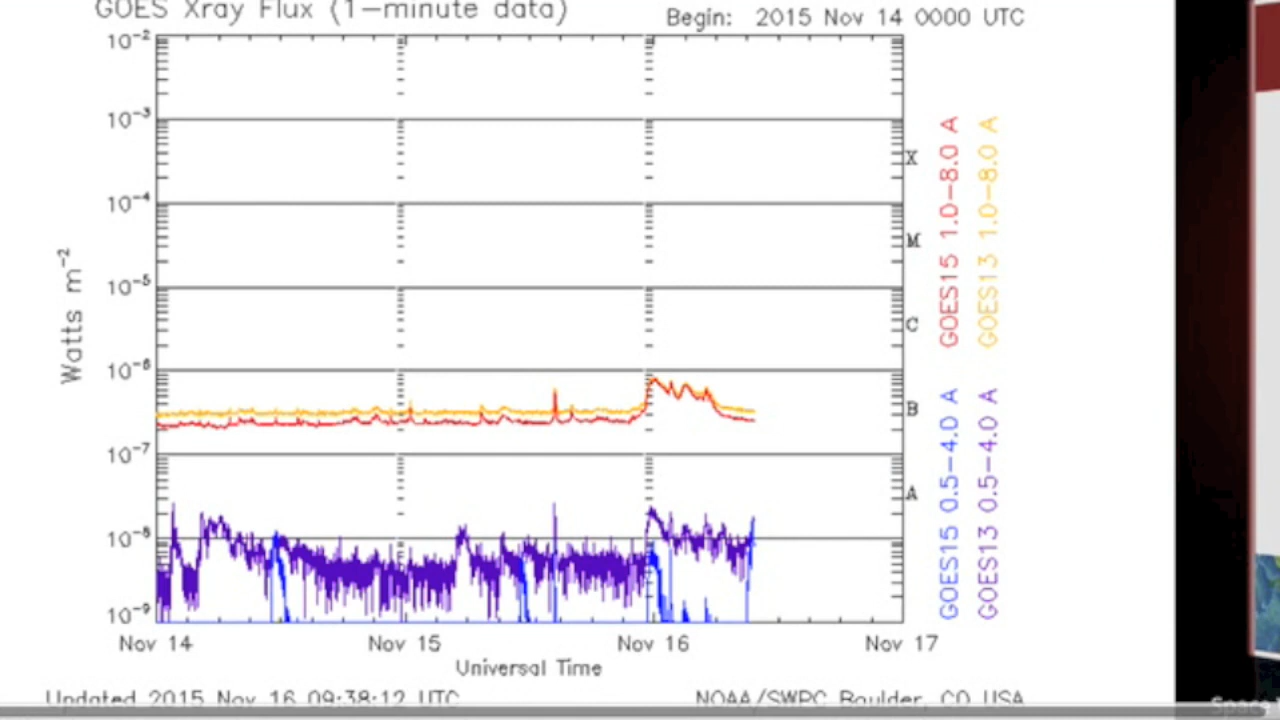 GOES Xray Flux (1-minute data)
Begin: 2015 Nov 14 0000 UTC
10-2
10-3
10-4
10-5
10-6
10-7
10-8
10-9
Watts m-2
X
M
C
B
A
GOES15 1.0-8.0 A
GOES13 1.0-8.0 A
GOES15 0.5-4.0 A
GOES13 0.5-4.0 A
Nov 14
Nov 15
Nov 16
Nov 17
Universal Time
Updated 2015 Nov 16 09:38:12 UTC
NOAA/SWPC Boulder, CO USA
Space